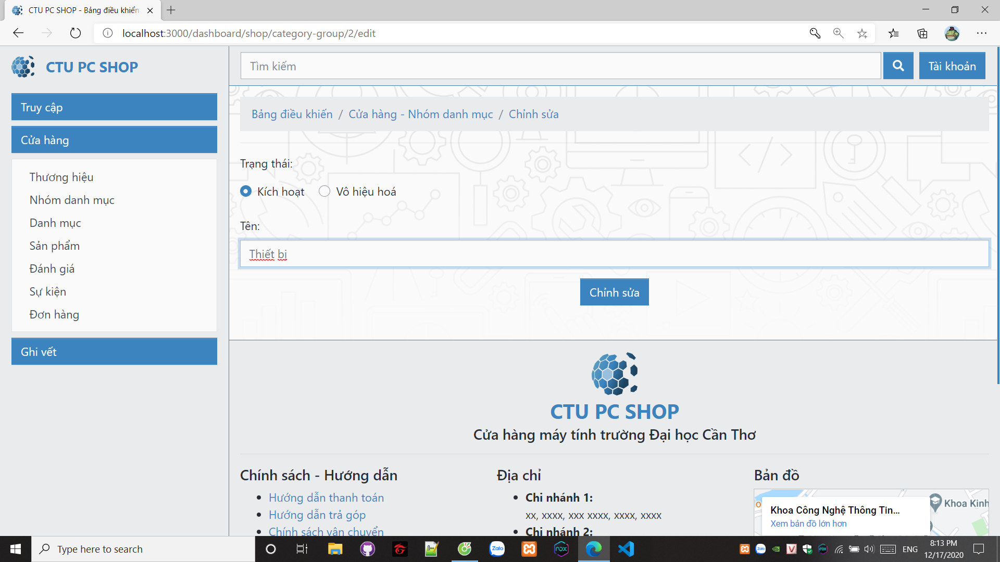 CTU PC SHOP - Bảng điều khiển
localhost:3000/dashboard/shop/category-group/2/edit
CTU PC SHOP
Tìm kiếm
Tài khoản
Truy cập
Cửa hàng
Thương hiệu
Nhóm danh mục
Danh mục
Sản phẩm
Đánh giá
Sự kiện
Đơn hàng
Ghi vết
Bảng điều khiển / Cửa hàng - Nhóm danh mục / Chỉnh sửa
Trạng thái:
Kích hoạt
Vô hiệu hoá
Tên:
Thiết bị
Chỉnh sửa
CTU PC SHOP
Cửa hàng máy tính trường Đại học Cần Thơ
Chính sách - Hướng dẫn
Hướng dẫn thanh toán
Hướng dẫn trả góp
Chính sách vận chuyển
Địa chỉ
Chi nhánh 1:
xx, xxxx, xxx xxxx, xxxx, xxxx
Chi nhánh 2:
Bản đồ
Khoa Công Nghệ Thông Tin...
Xem bản đồ lớn hơn
Khoa Kinh
Type here to search
Zalo
nox
ENG
8:13 PM
12/17/2020